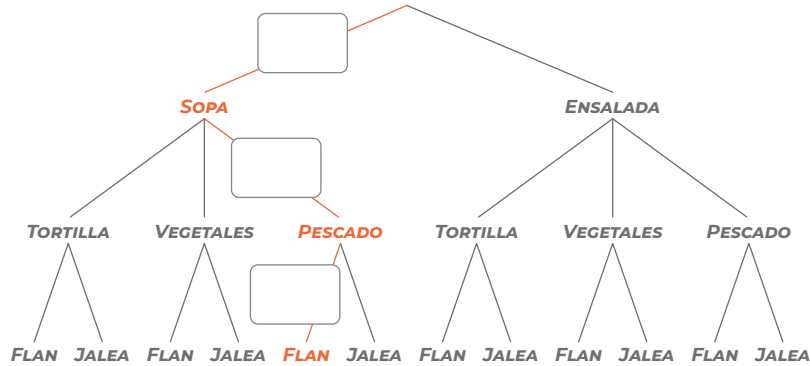 SOPA ENSALADA
TORTILLA VEGETALES PESCADO TORTILLA VEGETALES PESCADO
FLAN JALEA FLAN JALEA FLAN JALEA FLAN JALEA FLAN JALEA FLAN JALEA